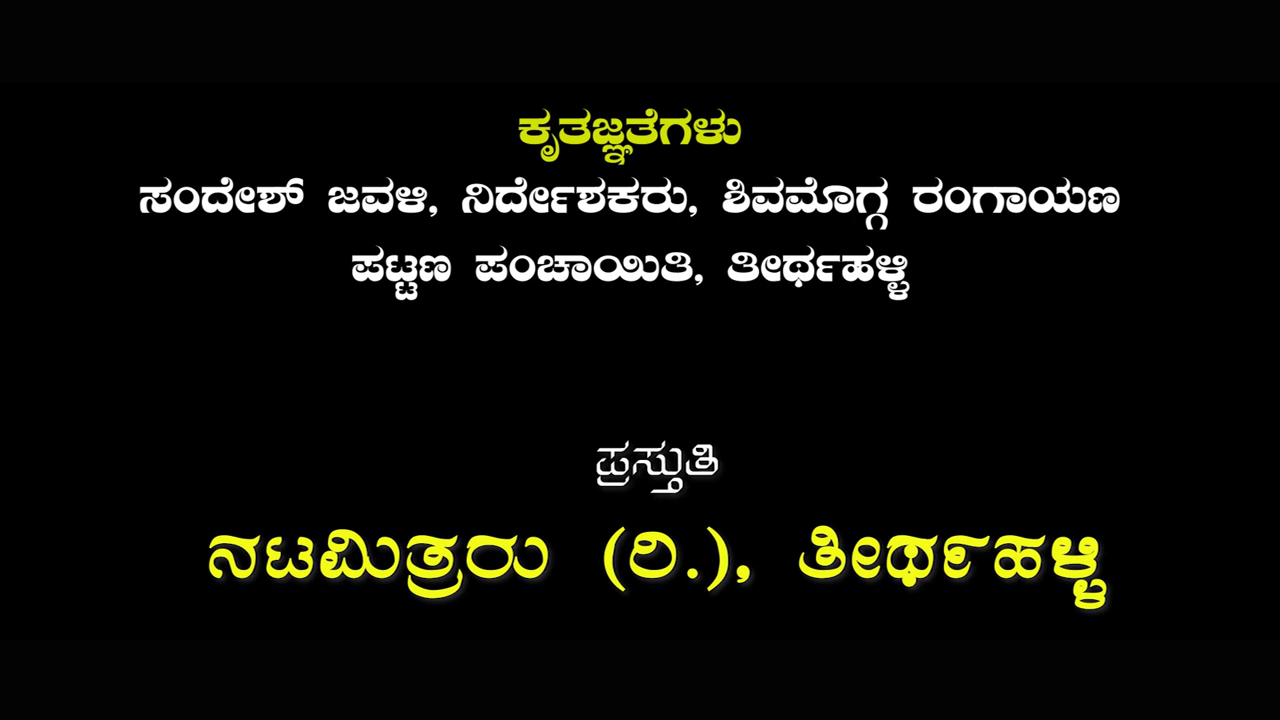 ಕೃತಜ್ಞತೆಗಳು
ಸಂದೇಶ್ ಜವಳಿ, ನಿರ್ದೇಶಕರು, ಶಿವಮೊಗ್ಗ ರಂಗಾಯಣ
ಪಟ್ಟಣ ಪಂಚಾಯಿತಿ, ತೀರ್ಥಹಳ್ಳಿ
ಪ್ರಸ್ತುತಿ
ನಟಮಿತ್ರರು (ರಿ.), ತೀರ್ಥಹಳ್ಳಿ